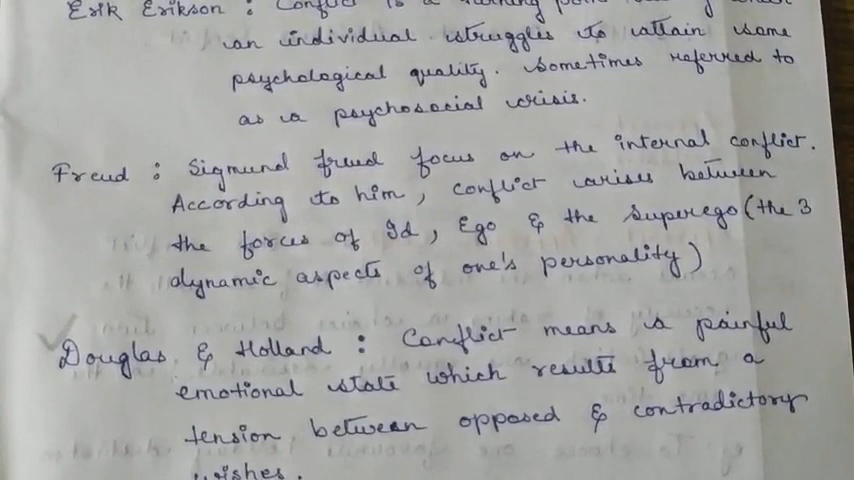 Erik Erikson : Conflict is a turning point
an individual struggles to attain some
psychological quality. Sometimes referred to
as a psychosocial crisis.
Freud : Sigmund freud focus on the internal conflict.
According to him, conflict arises between
the forces of Id, Ego & the Superego (the 3
dynamic aspects of one's personality)
Douglas & Holland : Conflict means a painful
emotional state which results from a
tension between opposed & contradictory
wishes.